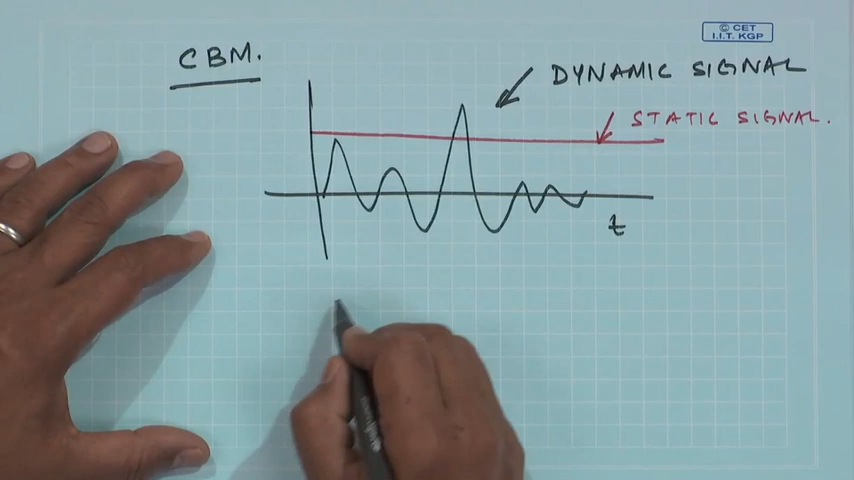 © CET
I.I.T. KGP
CBM.
DYNAMIC SIGNAL
STATIC SIGNAL.
t